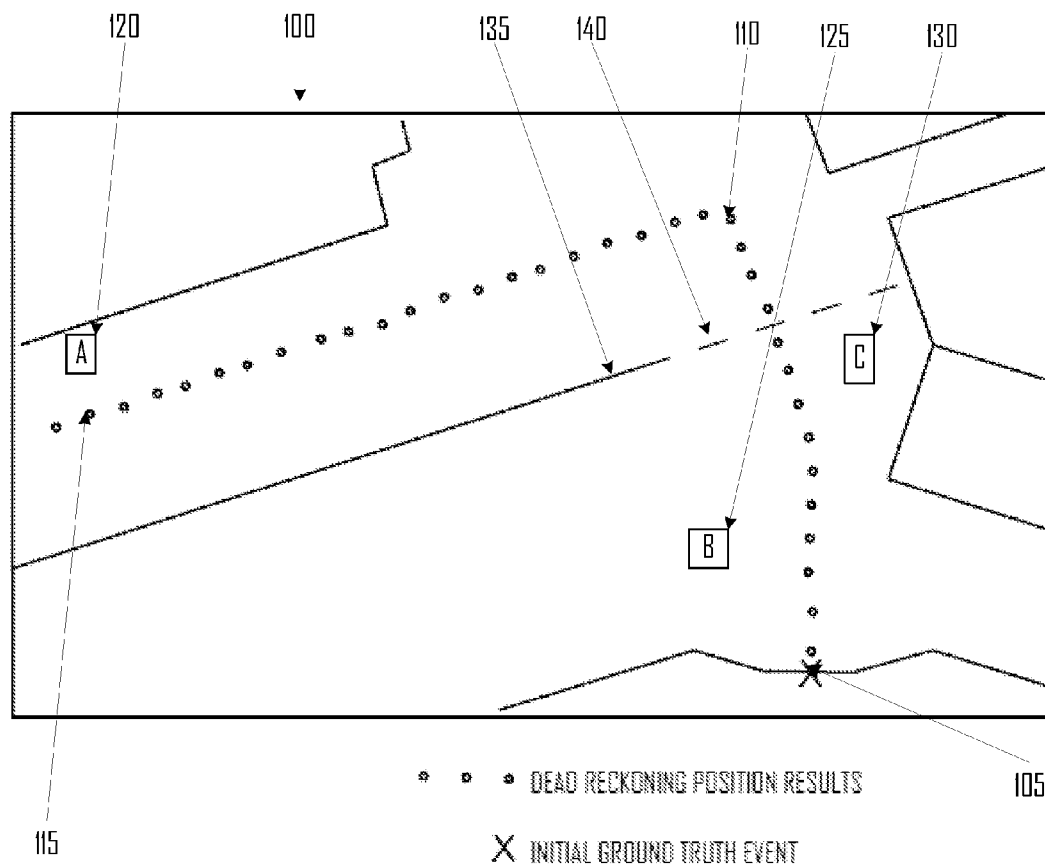 120 100 135 140 110 125 130
A
C
B
DEAD RECKONING POSITION RESULTS
105
115
X INITIAL GROUND TRUTH EVENT